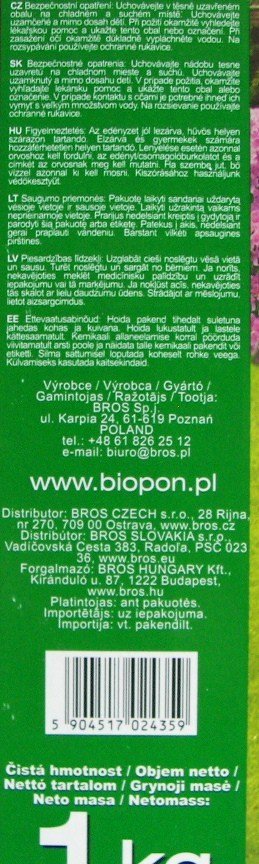 CZ Bezpečnostní opatření: Uchovávejte v těsně uzavřeném
obalu na chladném a suchém místě. Uchovávejte
uzamčené a mimo dosah dětí. Při požití okamžitě vyhledejte
lékařskou pomoc a ukažte tento obal nebo označení. Při
zasažení očí okamžitě důkladně vypláchněte vodou. Na
rozsypávání používejte ochranné rukavice.
SK Bezpečnostné opatrenia: Uchovávajte nádobu tesne
uzavretú na chladnom mieste a suchu. Uchovávajte
uzamknuté a mimo dosahu detí. V prípade požitia, okamžite
vyhľadajte lekársku pomoc a ukážte tento obal alebo
označenie. V prípade kontaktu s očami je potrebné ihneď ich
vymyť s veľkým množstvom vody. Na rozsievanie používajte
ochranné rukavice.
HU Figyelmeztetés: Az edényzet jól lezárva, hűvös helyen
szárazon tartandó. Elzárva és gyermekek számára
hozzáférhetetlen helyen tartandó. Lenyelése esetén azonnal
orvoshoz kell fordulni, az edényt/csomagolóburkolatot és a
címkét az orvosnak meg kell mutatni. Ha szembe jut, bő
vízzel azonnal ki kell mosni. Kiszórásához használjunk
védőkesztyűt.
LT Saugumo priemonės: Pakuotę laikyti sandariai uždarytą
vėsioje vietoje ir sausoje vietoje. Laikyti užrakintą vaikams
neprieinamoje vietoje. Prarijus nedelsiant kreiptis į gydytoją ir
parodyti šią pakuotę arba etiketę. Patekus į akis, nedelsiant
gerai praplauti vandeniu. Barstant vilkėti apsaugines
pirštines.
LV Piesardzības līdzekļi: Uzglabāt cieši noslēgtu vēsā vietā
un sausu. Turēt noslēgtu un sargāt no bērniem. Ja norīts,
nekavējoties meklēt medicīnisku palīdzību un uzrādīt
iepakojumu vai tā marķējumu. Ja nokļūst acīs, nekavējoties
tās skalot ar lielu daudzumu ūdens. Strādājot ar mēslojumu,
lietot aizsargcimdus.
EE Ettevaatusabinõud: Hoida pakend tihedalt suletuna
jahedas kohas ja kuivana. Hoida lukustatult ja lastele
kättesaamatult. Kemikaali allaneelamise korral pöörduda
viivitamatult arsti poole ja näidata talle kemikaali pakendit või
etiketti. Silma sattumisel loputada koheselt rohke veega.
Külvamiseks kasutada kaitsekindaid.
Výrobce / Výrobca / Gyártó /
Gamintojas / Ražotājs / Tootja:
BROS Sp.j.
ul. Karpia 24, 61-619 Poznań
POLAND
tel.: +48 61 826 25 12
e-mail: biuro@bros.pl
www.biopon.pl
Distributor: BROS CZECH s.r.o., 28 Rijna,
nr 270, 709 00 Ostrava, www.bros.cz
Distribútor: BROS SLOVAKIA s.r.o.,
Vadičovská Cesta 383, Radoľa, PSČ 023
36, www.bros.eu
Forgalmazó: BROS HUNGARY Kft.,
Kiránduló u. 87, 1222 Budapest,
www.bros.hu
Platintojas: ant pakuotės.
Importētājs: uz iepakojuma.
Importija: vt. pakendilt.
5 904517 024359
Čistá hmotnost / Objem netto /
Nettó tartalom / Grynoji masė /
Neto masa / Netomass:
1 kg